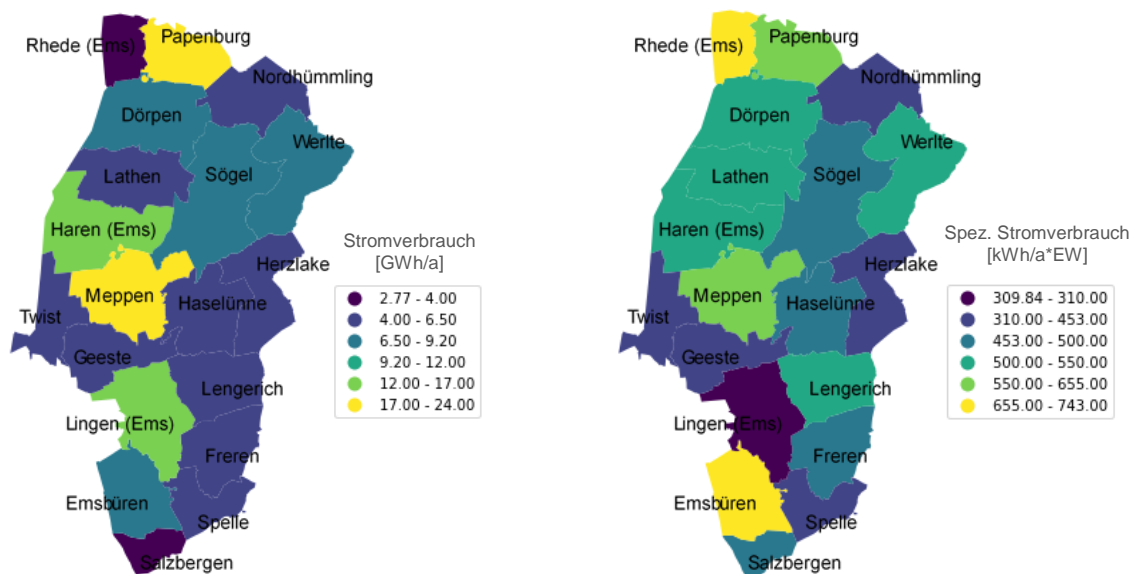 Rhede (Ems)
Papenburg
Nordhümmling
Dörpen
Werlte
Lathen
Sögel
Haren (Ems)
Herzlake
Meppen
Haselünne
Twist
Geeste
Lengerich
Lingen (Ems)
Freren
Emsbüren
Spelle
Salzbergen
Stromverbrauch
[GWh/a]
2.77 - 4.00
4.00 - 6.50
6.50 - 9.20
9.20 - 12.00
12.00 - 17.00
17.00 - 24.00
Rhede (Ems)
Papenburg
Nordhümmling
Dörpen
Werlte
Lathen
Sögel
Haren (Ems)
Herzlake
Meppen
Haselünne
Twist
Geeste
Lengerich
Lingen (Ems)
Freren
Emsbüren
Spelle
Salzbergen
Spez. Stromverbrauch
[kWh/a*EW]
309.84 - 310.00
310.00 - 453.00
453.00 - 500.00
500.00 - 550.00
550.00 - 655.00
655.00 - 743.00